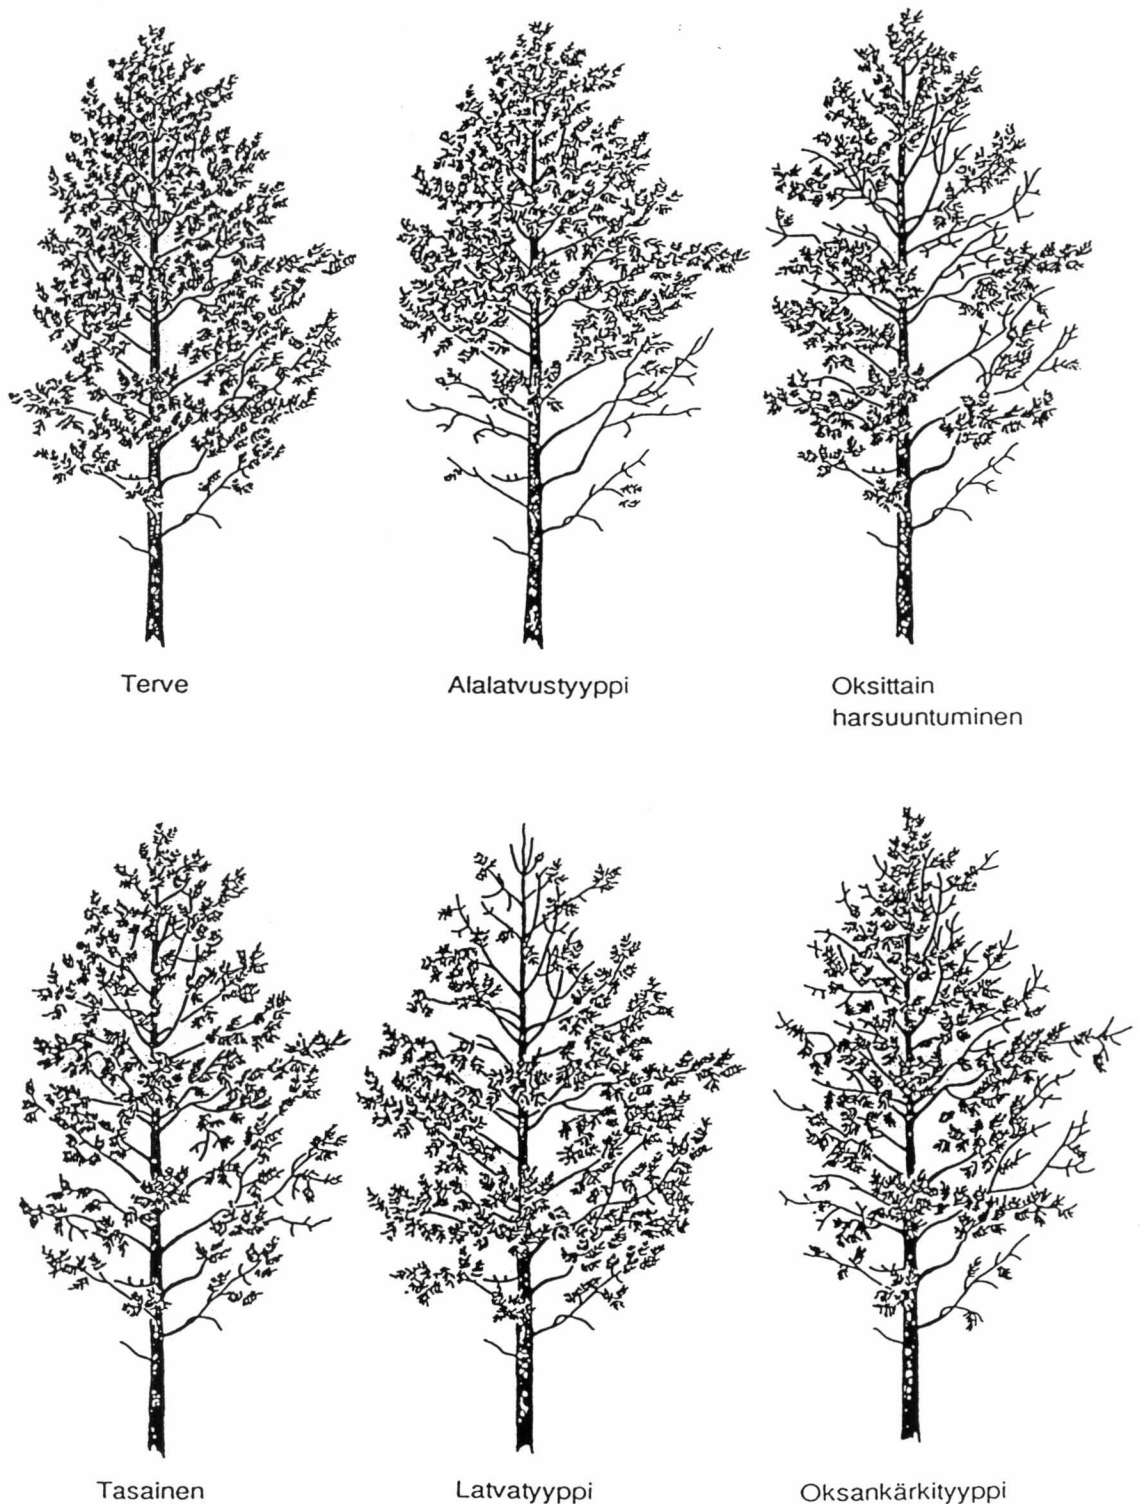 Terve
Alalatvustyyppi
Oksittain
harsuuntuminen
Tasainen
Latvatyyppi
Oksankärkityyppi